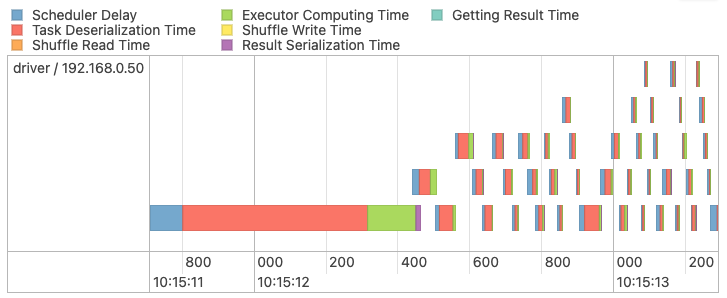 Scheduler Delay Executor Computing Time Getting Result Time
Task Deserialization Time Shuffle Write Time
Shuffle Read Time Result Serialization Time
driver / 192.168.0.50
800 000 200 400 600 800 000 200
10:15:11 10:15:12 10:15:13